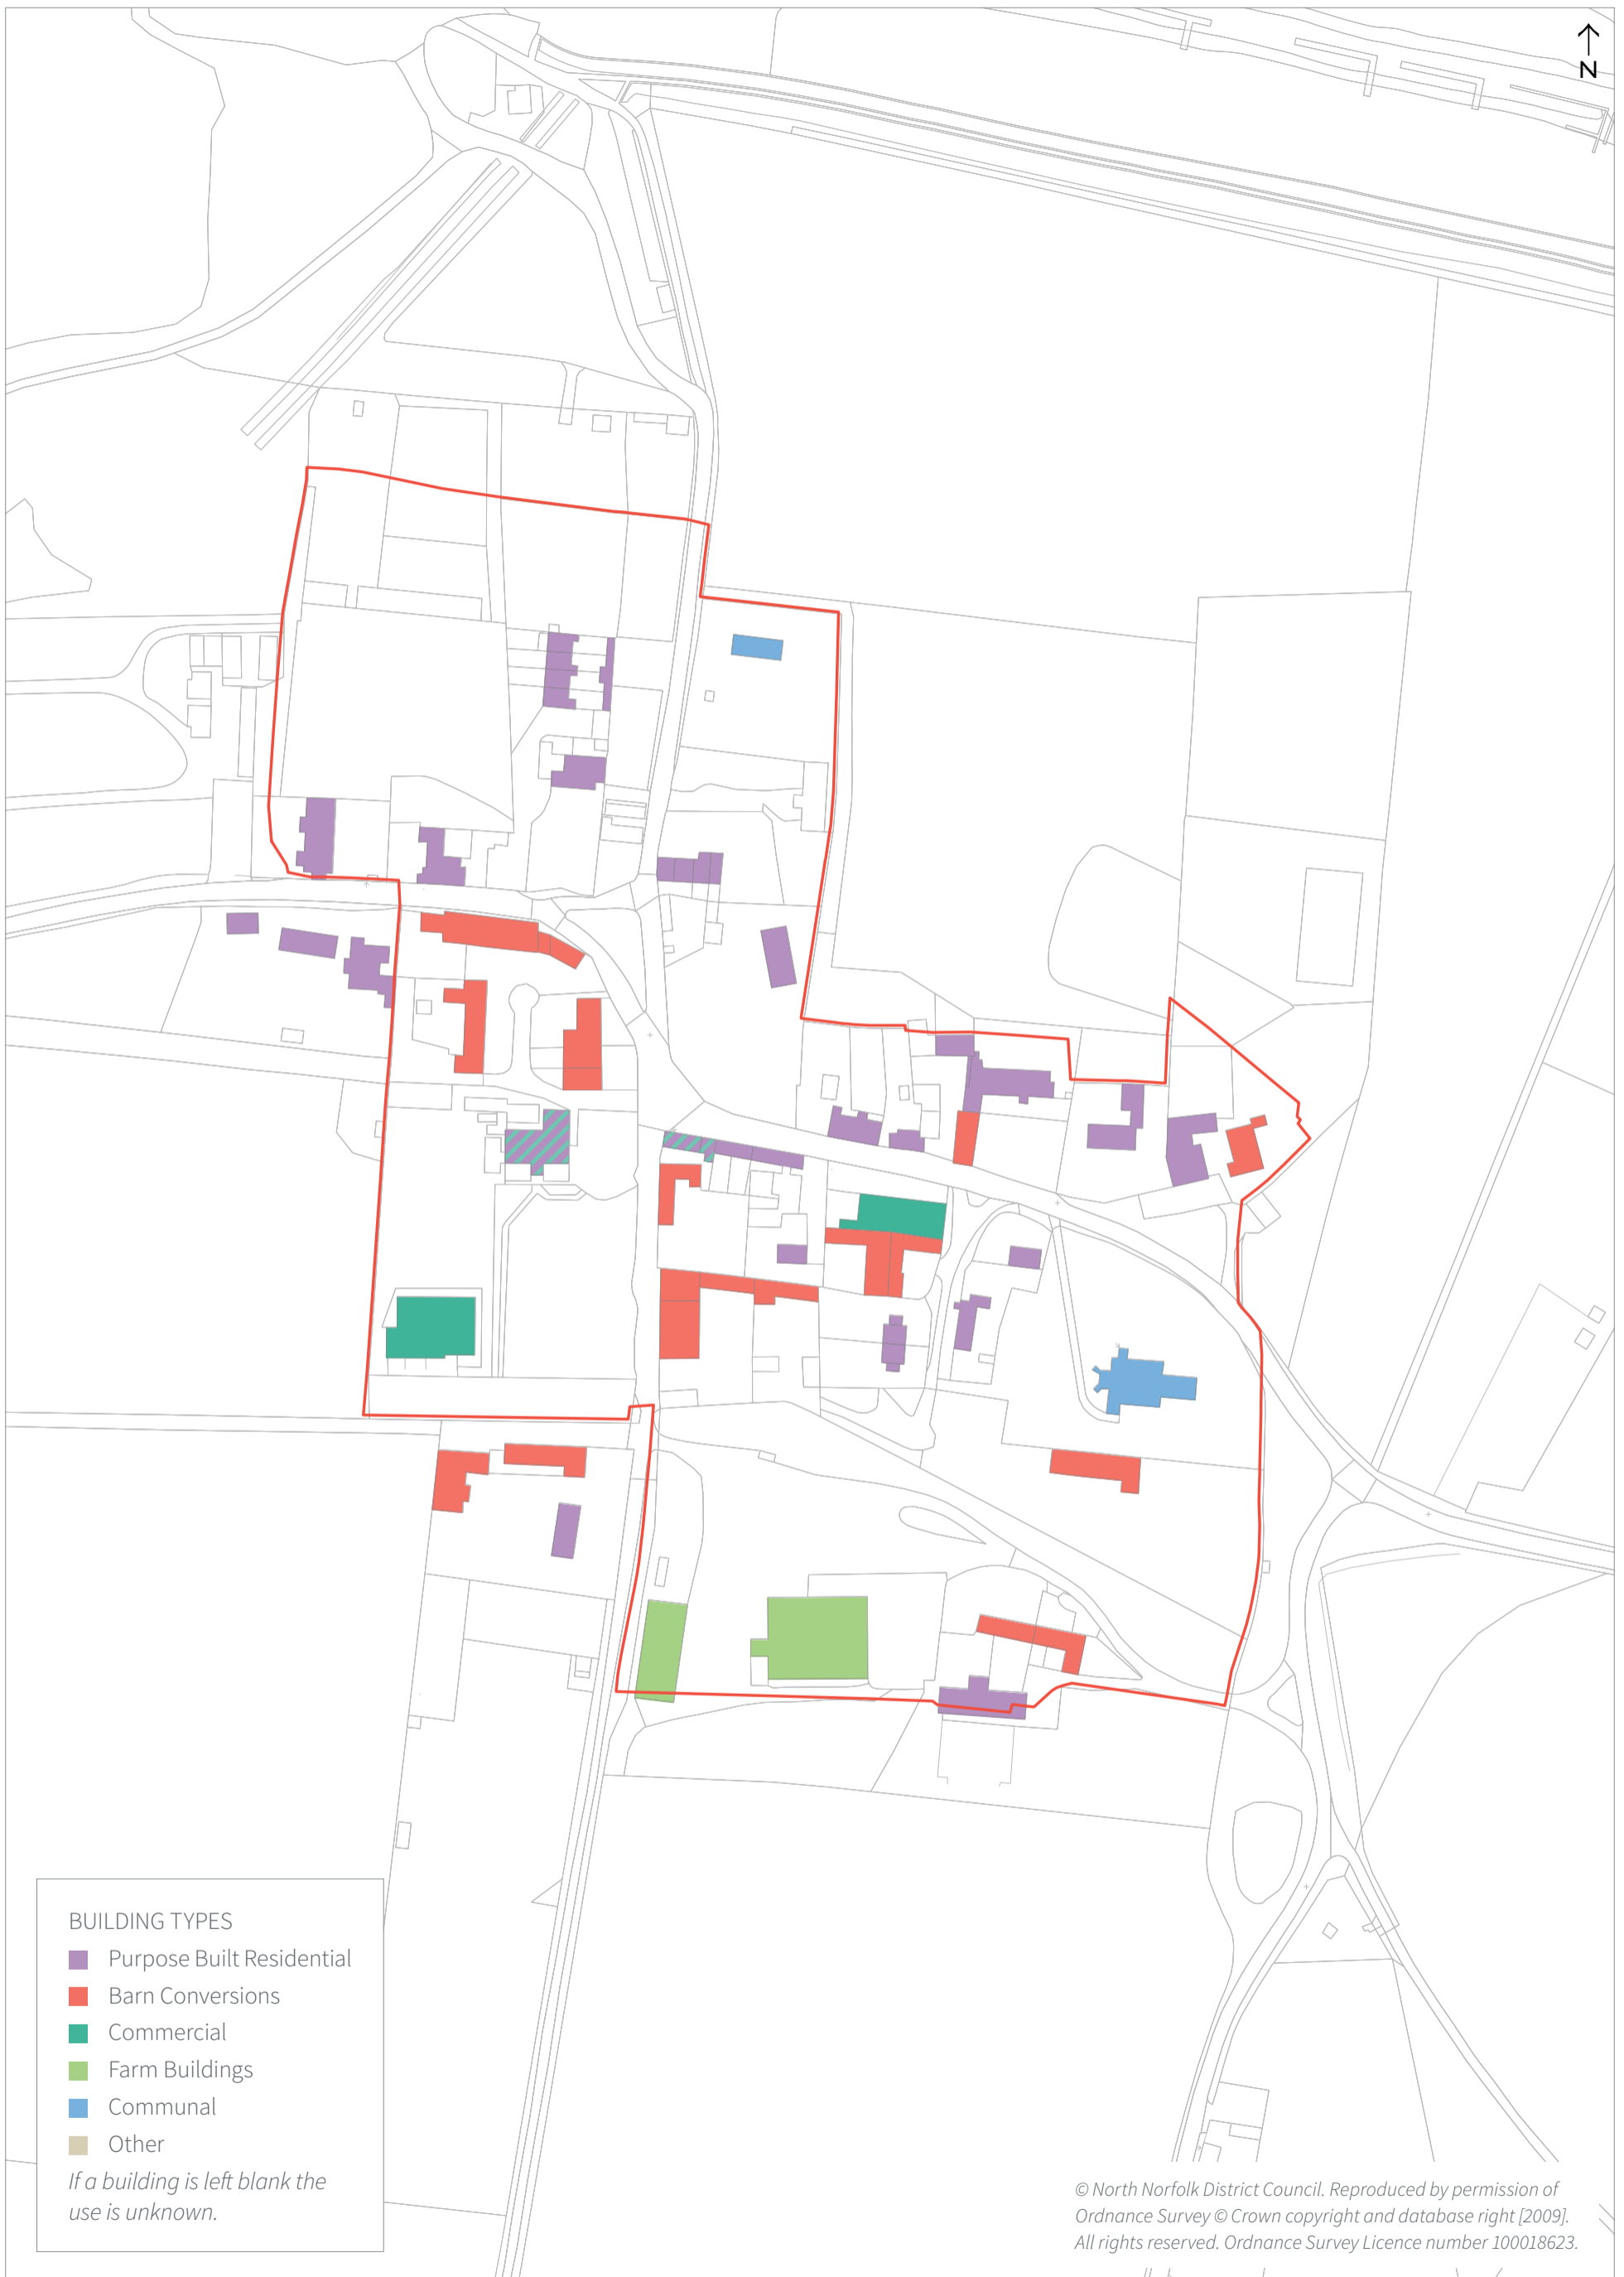 N
BUILDING TYPES
Purpose Built Residential
Barn Conversions
Commercial
Farm Buildings
Communal
Other
If a building is left blank the
use is unknown.
© North Norfolk District Council. Reproduced by permission of
Ordnance Survey © Crown copyright and database right [2009].
All rights reserved. Ordnance Survey Licence number 100018623.